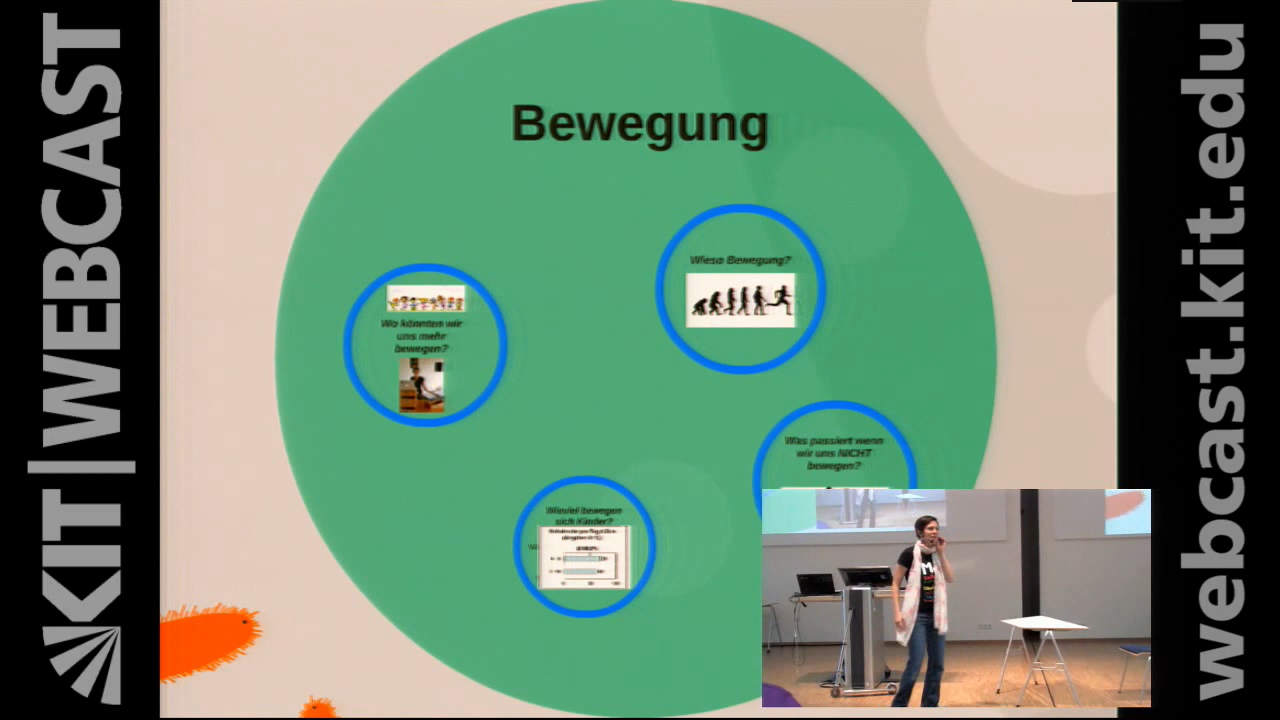 KIT | WEBCAST
Bewegung
Wieso Bewegung?
Wo könnten wir
uns mehr
bewegen?
Was passiert wenn
wir uns NICHT
bewegen?
Wieviel bewegen
sich Kinder?
webcast.kit.edu